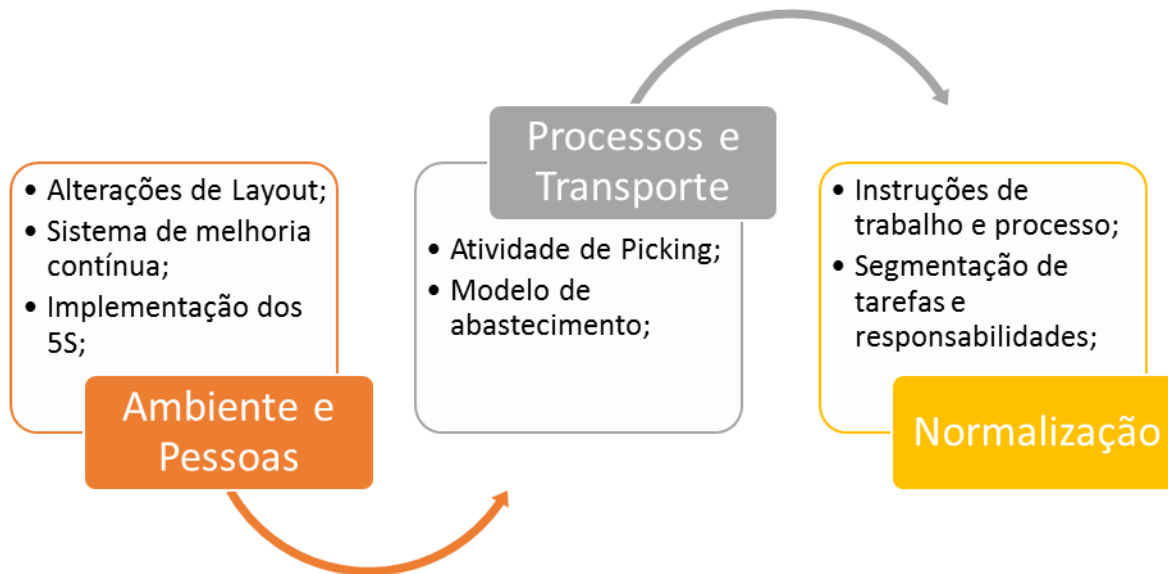 • Alterações de Layout;
• Sistema de melhoria
contínua;
• Implementação dos
5S;
Ambiente e
Pessoas
Processos e
Transporte
• Atividade de Picking;
• Modelo de
abastecimento;
• Instruções de
trabalho e processo;
• Segmentação de
tarefas e
responsabilidades;
Normalização